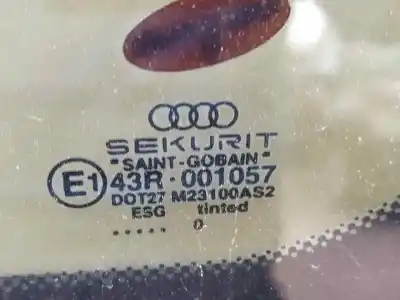 SEKURIT
"SAINT-GOBAIN"
E1 43R-001057
DOT27 M23100AS2
ESG tinted
..... 0